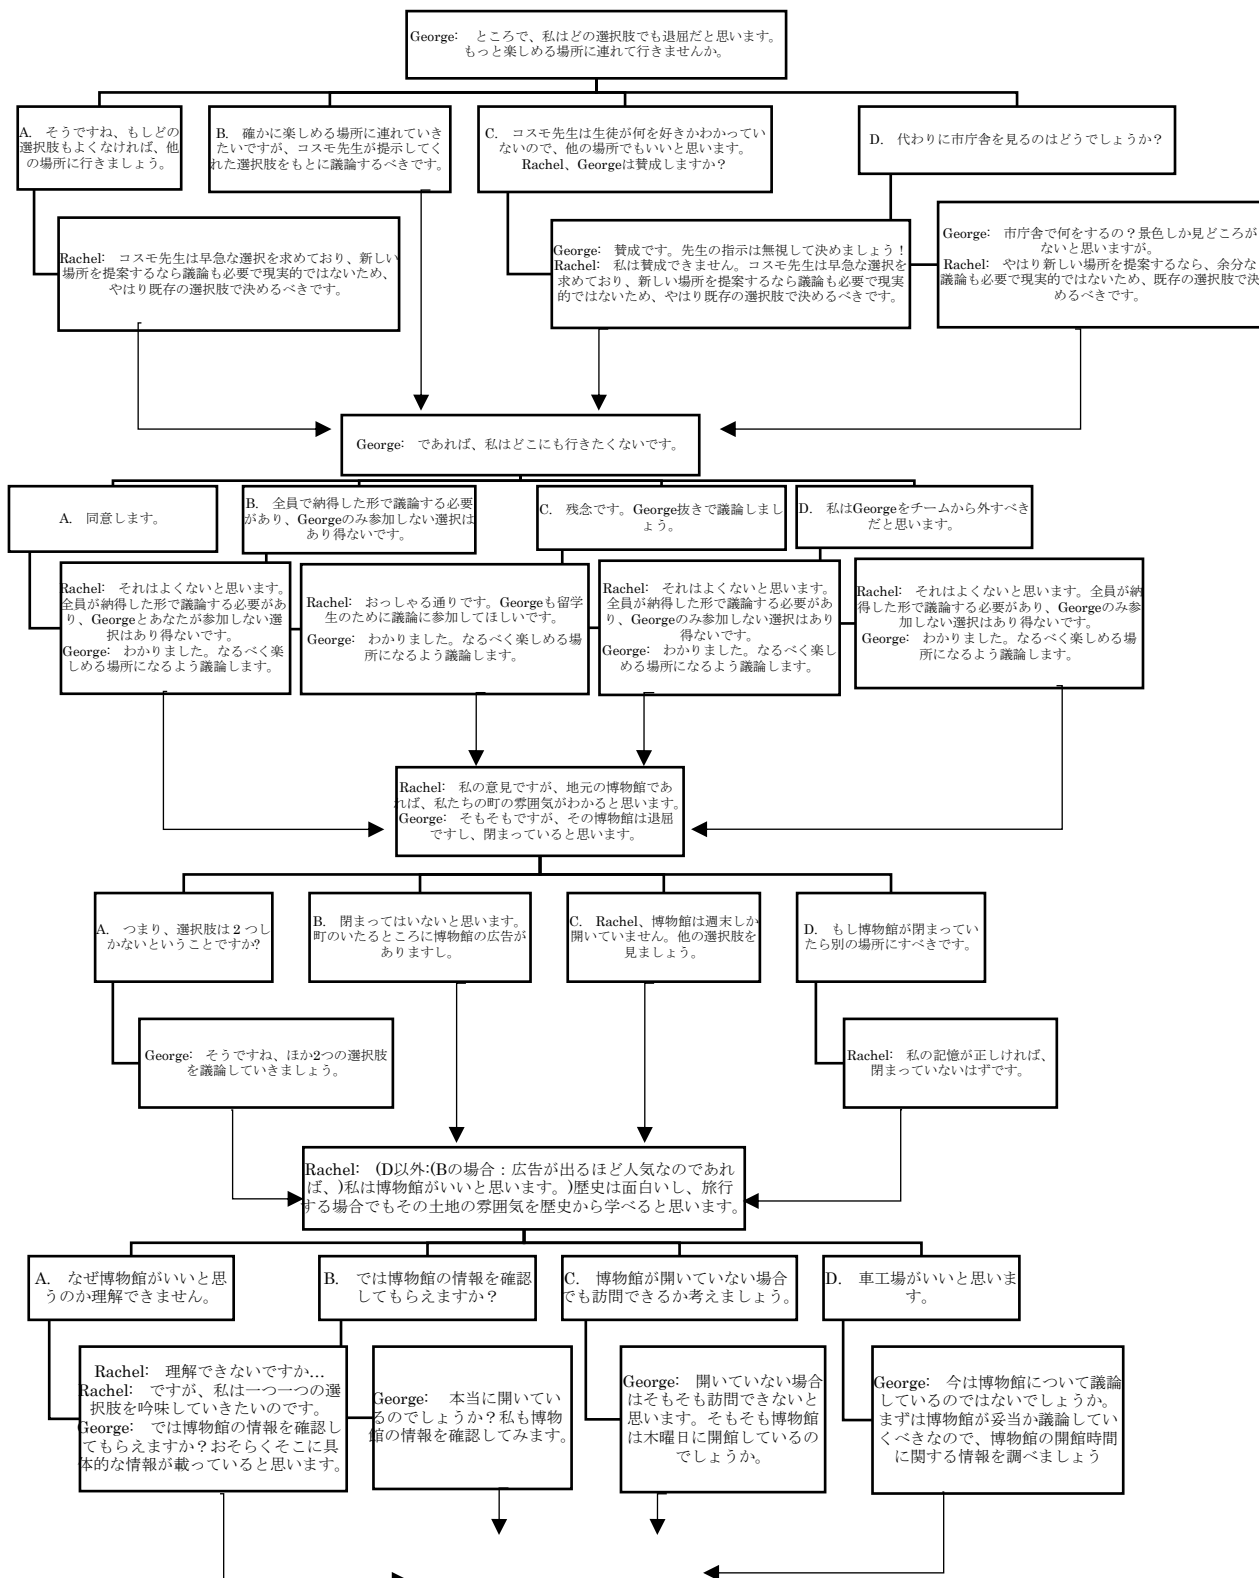 George:　ところで、私はどの選択肢でも退屈だと思います。
もっと楽しめる場所に連れて行きませんか。
A.　そうですね、もしどの
選択肢もよくなければ、他
の場所に行きましょう。
B.　確かに楽しめる場所に連れていき
たいですが、コスモ先生が提示してく
れた選択肢をもとに議論するべきです。
C.　コスモ先生は生徒が何を好きかわかってい
ないので、他の場所でもいいと思います。
Rachel、Georgeは賛成しますか？
D.　代わりに市庁舎を見るのはどうでしょうか？
Rachel:　コスモ先生は早急な選択を求めており、新しい
場所を提案するなら議論も必要で現実的ではないため、
やはり既存の選択肢で決めるべきです。
George:　賛成です。先生の指示は無視して決めましょう！
Rachel:　私は賛成できません。コスモ先生は早急な選択を
求めており、新しい場所を提案するなら議論も必要で現実
的ではないため、やはり既存の選択肢で決めるべきです。
George:　市庁舎で何をするの？景色しか見どころが
ないと思いますが。
Rachel:　やはり新しい場所を提案するなら、余分な
議論も必要で現実的ではないため、既存の選択肢で決
めるべきです。
George:　であれば、私はどこにも行きたくないです。
A.　同意します。
B.　全員で納得した形で議論する必要
があり、Georgeのみ参加しない選択は
あり得ないです。
C.　残念です。George抜きで議論しまし
ょう。
D.　私はGeorgeをチームから外すべき
だと思います。
Rachel:　それはよくないと思います。
全員が納得した形で議論する必要があ
り、Georgeとあなたが参加しない選
択はあり得ないです。
George:　わかりました。なるべく楽
しめる場所になるよう議論します。
Rachel:　おっしゃる通りです。Georgeも留学
生のために議論に参加してほしいです。
George:　わかりました。なるべく楽しめる場
所になるよう議論します。
Rachel:　それはよくないと思います。
全員が納得した形で議論する必要があ
り、Georgeのみ参加しない選択はあり
得ないです。
George:　わかりました。なるべく楽し
める場所になるよう議論します。
Rachel:　それはよくないと思います。全員が納
得した形で議論する必要があり、Georgeのみ参
加しない選択はあり得ないです。
George:　わかりました。なるべく楽しめる場
所になるよう議論します。
Rachel:　私の意見ですが、地元の博物館であ
れば、私たちの町の雰囲気がわかると思います。
George:　そもそもですが、その博物館は退屈
ですし、閉まっていると思います。
A.　つまり、選択肢は２つし
かないということですか?
B.　閉まってはいないと思います。
町のいたるところに博物館の広告が
ありますし。
C.　Rachel、博物館は週末しか
開いていません。他の選択肢を
見ましょう。
D.　もし博物館が閉まってい
たら別の場所にすべきです。
George:　そうですね、ほか2つの選択肢
を議論していきましょう。
Rachel:　私の記憶が正しければ、
閉まっていないはずです。
Rachel:　(D以外:(Bの場合：広告が出るほど人気なのであれ
ば、)私は博物館がいいと思います。)歴史は面白いし、旅行
する場合でもその土地の雰囲気を歴史から学べると思います。
A.　なぜ博物館がいいと思
うのか理解できません。
B.　では博物館の情報を確認
してもらえますか？
C.　博物館が開いていない場合
でも訪問できるか考えましょう。
D.　車工場がいいと思いま
す。
Rachel:　理解できないですか…
Rachel:　ですが、私は一つ一つの選
択肢を吟味していきたいのです。
George:　では博物館の情報を確認し
てもらえますか？おそらくそこに具
体的な情報が載っていると思います。
George:　本当に開いてい
るのでしょうか？私も博物
館の情報を確認してみます。
George:　開いていない場合
はそもそも訪問できないと
思います。そもそも博物館
は木曜日に開館しているの
でしょうか。
George:　今は博物館について議論
しているのではないでしょうか。
まずは博物館が妥当か議論してい
くべきなので、博物館の開館時間
に関する情報を調べましょう